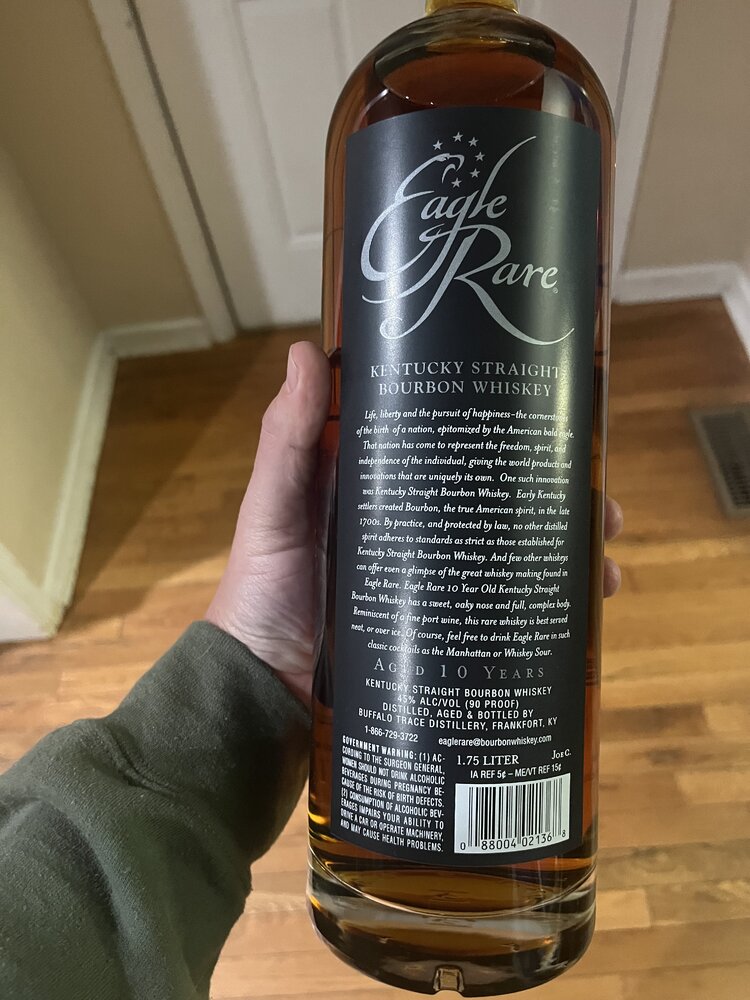 Eagle
Rare®
KENTUCKY STRAIGHT
BOURBON WHISKEY
Life, liberty and the pursuit of happiness–the cornerstone
of the birth of a nation, epitomized by the American bald eagle.
That nation has come to represent the freedom, spirit, and
independence of the individual, giving the world products and
innovations that are uniquely its own. One such innovation
was Kentucky Straight Bourbon Whiskey. Early Kentucky
settlers created Bourbon, the true American spirit, in the late
1700s. By practice, and protected by law, no other distilled
spirit adheres to standards as strict as those established for
Kentucky Straight Bourbon Whiskey. And few other whiskeys
can offer even a glimpse of the great whiskey making found in
Eagle Rare. Eagle Rare 10 Year Old Kentucky Straight
Bourbon Whiskey has a sweet, oaky nose and full, complex body.
Reminiscent of a fine port wine, this rare whiskey is best served
neat, or over ice. Of course, feel free to drink Eagle Rare in such
classic cocktails as the Manhattan or Whiskey Sour.
AGED 10 YEARS
KENTUCKY STRAIGHT BOURBON WHISKEY
45% ALC/VOL (90 PROOF)
DISTILLED, AGED & BOTTLED BY
BUFFALO TRACE DISTILLERY, FRANKFORT, KY
1-866-729-3722 eaglerare@bourbonwhiskey.com
GOVERNMENT WARNING: (1) AC-
CORDING TO THE SURGEON GENERAL,
WOMEN SHOULD NOT DRINK ALCOHOLIC
BEVERAGES DURING PREGNANCY BE-
CAUSE OF THE RISK OF BIRTH DEFECTS.
(2) CONSUMPTION OF ALCOHOLIC BEV-
ERAGES IMPAIRS YOUR ABILITY TO
DRIVE A CAR OR OPERATE MACHINERY,
AND MAY CAUSE HEALTH PROBLEMS.
1.75 LITER
IA REF 5¢ – ME/VT REF 15¢
0 88004 02136 8